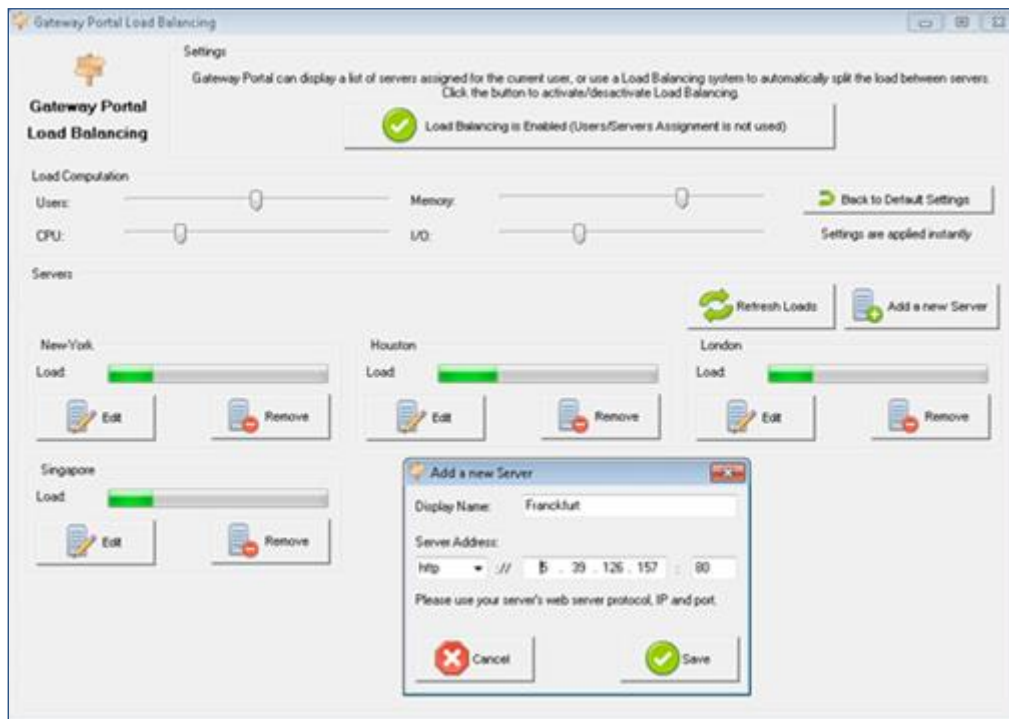 Gateway Portal Load Balancing
Gateway Portal
Load Balancing
Settings
Gateway Portal can display a list of servers assigned for the current user, or use a Load Balancing system to automatically split the load between servers.
Click the button to activate/desactivate Load Balancing.
Load Balancing is Enabled (Users/Servers Assignment is not used)
Load Computation
Users:
Memory:
Back to Default Settings
CPU:
I/O:
Settings are applied instantly
Servers
Refresh Loads
Add a new Server
New-York
Load
Edit
Remove
Houston
Load
Edit
Remove
London
Load
Edit
Remove
Singapore
Load
Edit
Remove
Add a new Server
Display Name: Franckfurt
Server Address:
http :// 5 . 39 . 126 . 157 : 80
Please use your server's web server protocol, IP and port.
Cancel
Save